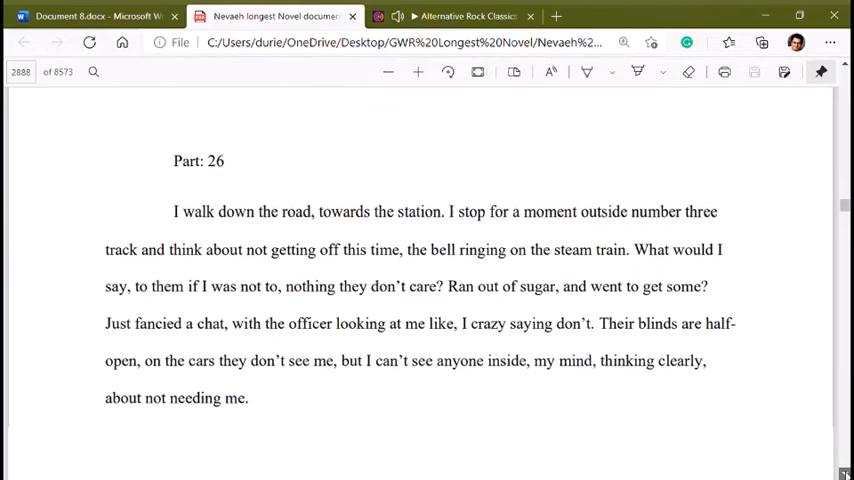 Document 8.docx - Microsoft W
Nevaeh longest Novel documen
Alternative Rock Classics
File
C:/Users/durie/OneDrive/Desktop/GWR%20Longest%20Novel/Nevaeh%2...
2888 of 8573
Part: 26
I walk down the road, towards the station. I stop for a moment outside number three
track and think about not getting off this time, the bell ringing on the steam train. What would I
say, to them if I was not to, nothing they don’t care? Ran out of sugar, and went to get some?
Just fancied a chat, with the officer looking at me like, I crazy saying don’t. Their blinds are half-
open, on the cars they don’t see me, but I can’t see anyone inside, my mind, thinking clearly,
about not needing me.